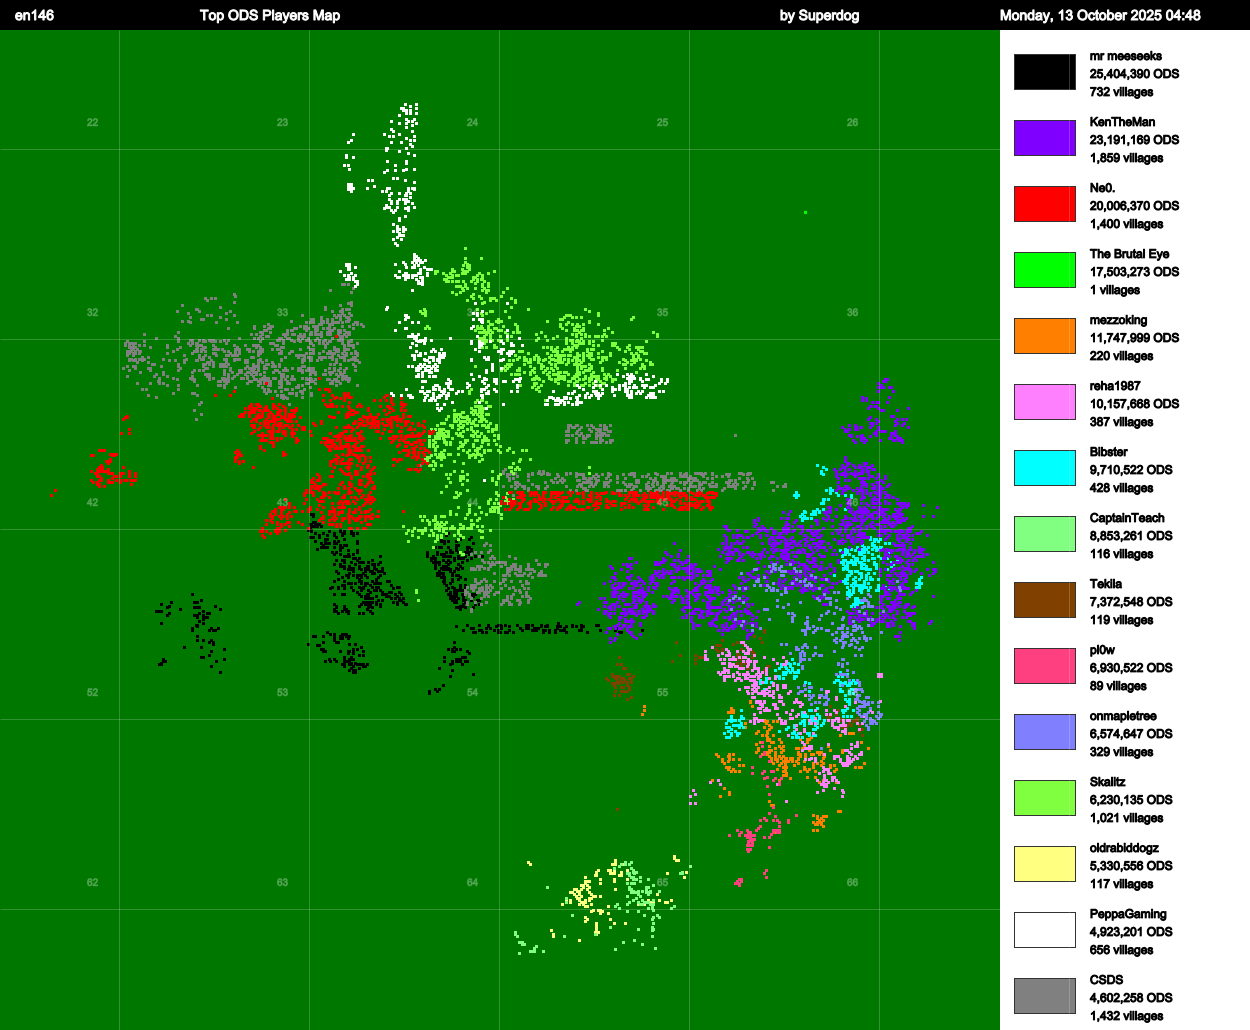 en146 Top ODS Players Map by Superdog Monday, 13 October 2025 04:48
mr meeseeks
25,404,390 ODS
732 villages
KenTheMan
23,191,169 ODS
1,859 villages
Ne0.
20,006,370 ODS
1,400 villages
The Brutal Eye
17,503,273 ODS
1 villages
mezzoking
11,747,999 ODS
220 villages
reha1987
10,157,668 ODS
387 villages
Bibster
9,710,522 ODS
428 villages
CaptainTeach
8,853,261 ODS
116 villages
Tekila
7,372,548 ODS
119 villages
pl0w
6,930,522 ODS
89 villages
onmapletree
6,574,647 ODS
329 villages
Skalitz
6,230,135 ODS
1,021 villages
oldrabiddogz
5,330,556 ODS
117 villages
PeppaGaming
4,923,201 ODS
656 villages
CSDS
4,602,258 ODS
1,432 villages
22 23 24 25 26
32 33 34 35 36
42 43 44 45 46
52 53 54 55
62 63 64 65 66